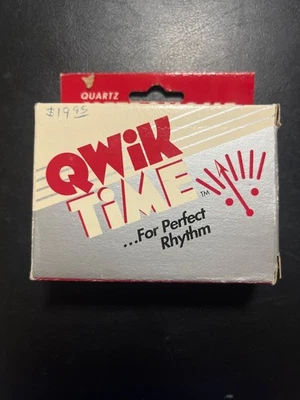 QUARTZ
$19.95
QWIK
TIME™
...For Perfect
Rhythm